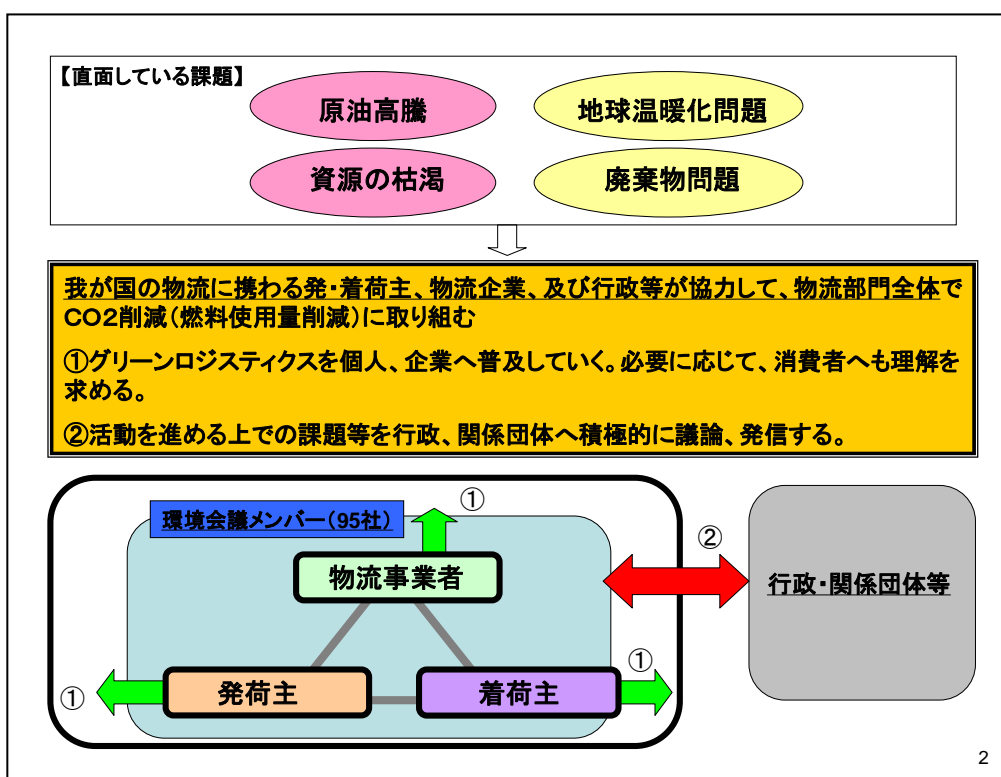 【直面している課題】
原油高騰
地球温暖化問題
資源の枯渇
廃棄物問題
我が国の物流に携わる発・着荷主、物流企業、及び行政等が協力して、物流部門全体で
CO2削減(燃料使用量削減)に取り組む
①グリーンロジスティクスを個人、企業へ普及していく。必要に応じて、消費者へも理解を
求める。
②活動を進める上での課題等を行政、関係団体へ積極的に議論、発信する。
環境会議メンバー(95社)
①
②
物流事業者
行政・関係団体等
①
発荷主
着荷主
①
2